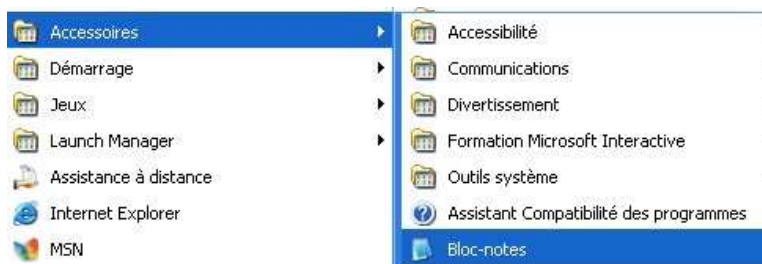 Accessoires
Démarrage
Jeux
Launch Manager
Assistance à distance
Internet Explorer
MSN
Accessibilité
Communications
Divertissement
Formation Microsoft Interactive
Outils système
Assistant Compatibilité des programmes
Bloc-notes